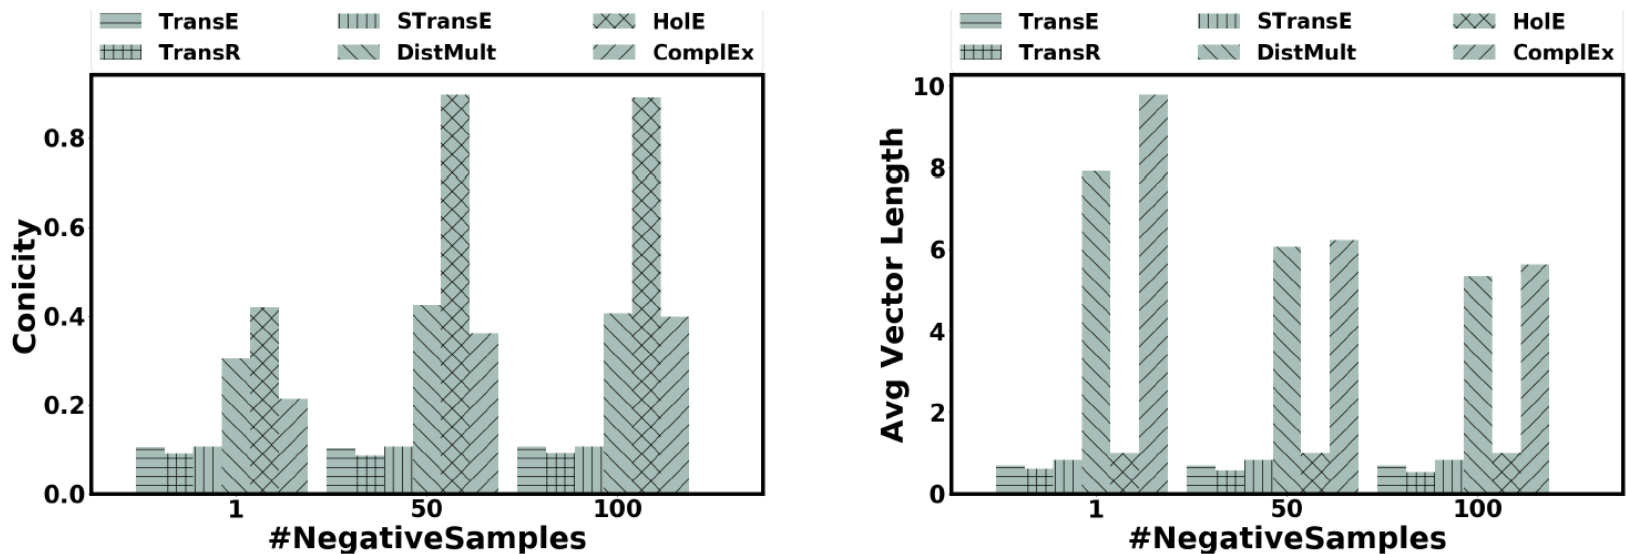 TransE STransE HolE
TransR DistMult ComplEx
Conicity
0.8
0.6
0.4
0.2
0.0
1 50 100
#NegativeSamples
TransE STransE HolE
TransR DistMult ComplEx
Avg Vector Length
10
8
6
4
2
0
1 50 100
#NegativeSamples